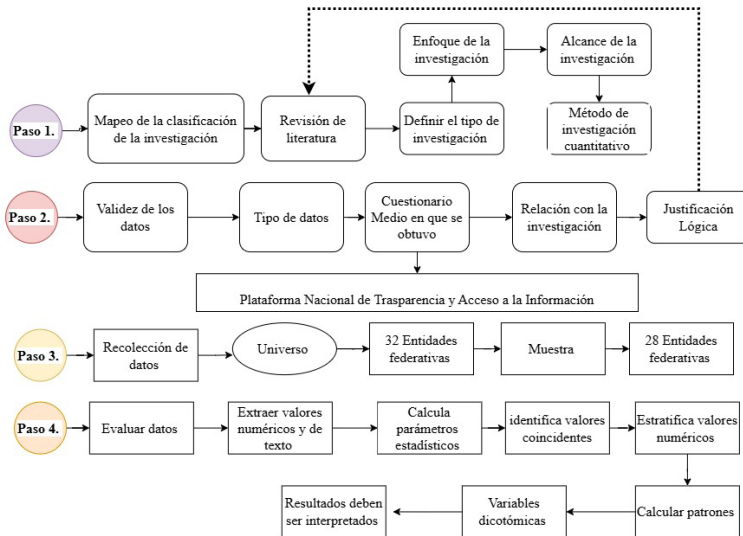 Paso 1.
Mapeo de la clasificación
de la investigación
Revisión de
literatura
Definir el tipo de
investigación
Enfoque de la
investigación
Alcance de la
investigación
Método de
investigación
cuantitativo
Paso 2.
Validez de los
datos
Tipo de datos
Cuestionario
Medio en que se
obtuvo
Relación con la
investigación
Justificación
Lógica
Plataforma Nacional de Trasparencia y Acceso a la Información
Paso 3.
Recolección de
datos
Universo
32 Entidades
federativas
Muestra
28 Entidades
federativas
Paso 4.
Evaluar datos
Extraer valores
numéricos y de
texto
Calcula
parámetros
estadísticos
identifica valores
coincidentes
Estratifica valores
numéricos
Calcular patrones
Variables
dicotómicas
Resultados deben
ser interpretados